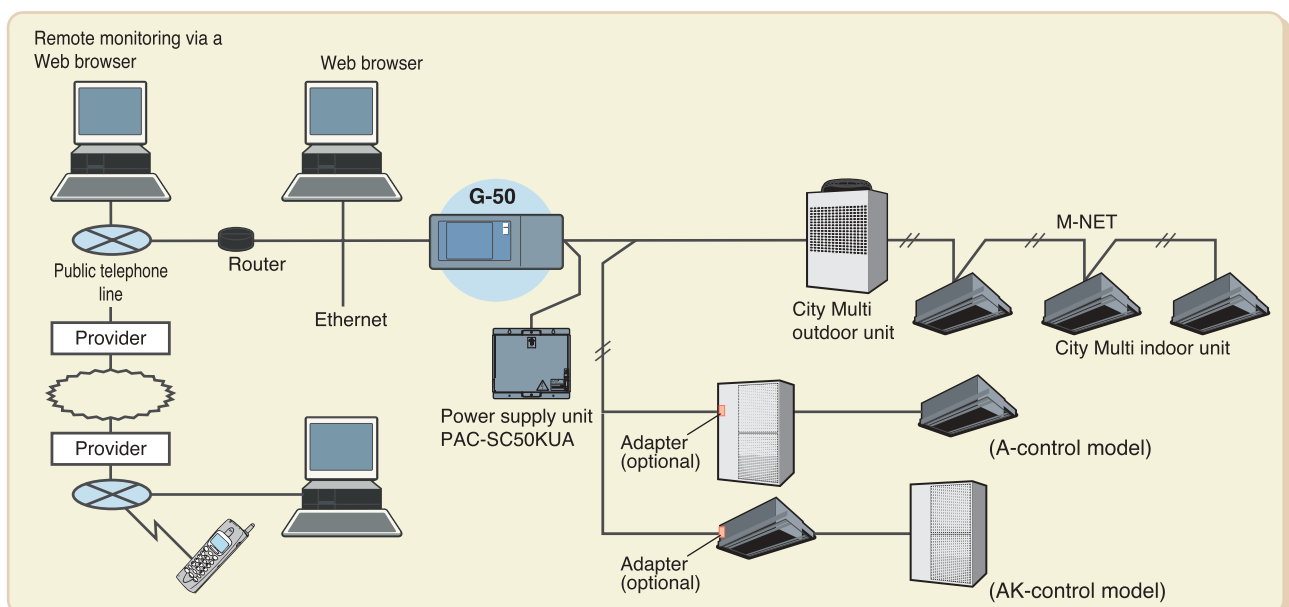 Remote monitoring via a
Web browser
Web browser
G-50
M-NET
Router
Public telephone
line
Ethernet
City Multi
outdoor unit
City Multi indoor unit
Provider
Power supply unit
PAC-SC50KUA
Adapter
(optional)
(A-control model)
Provider
Adapter
(optional)
(AK-control model)